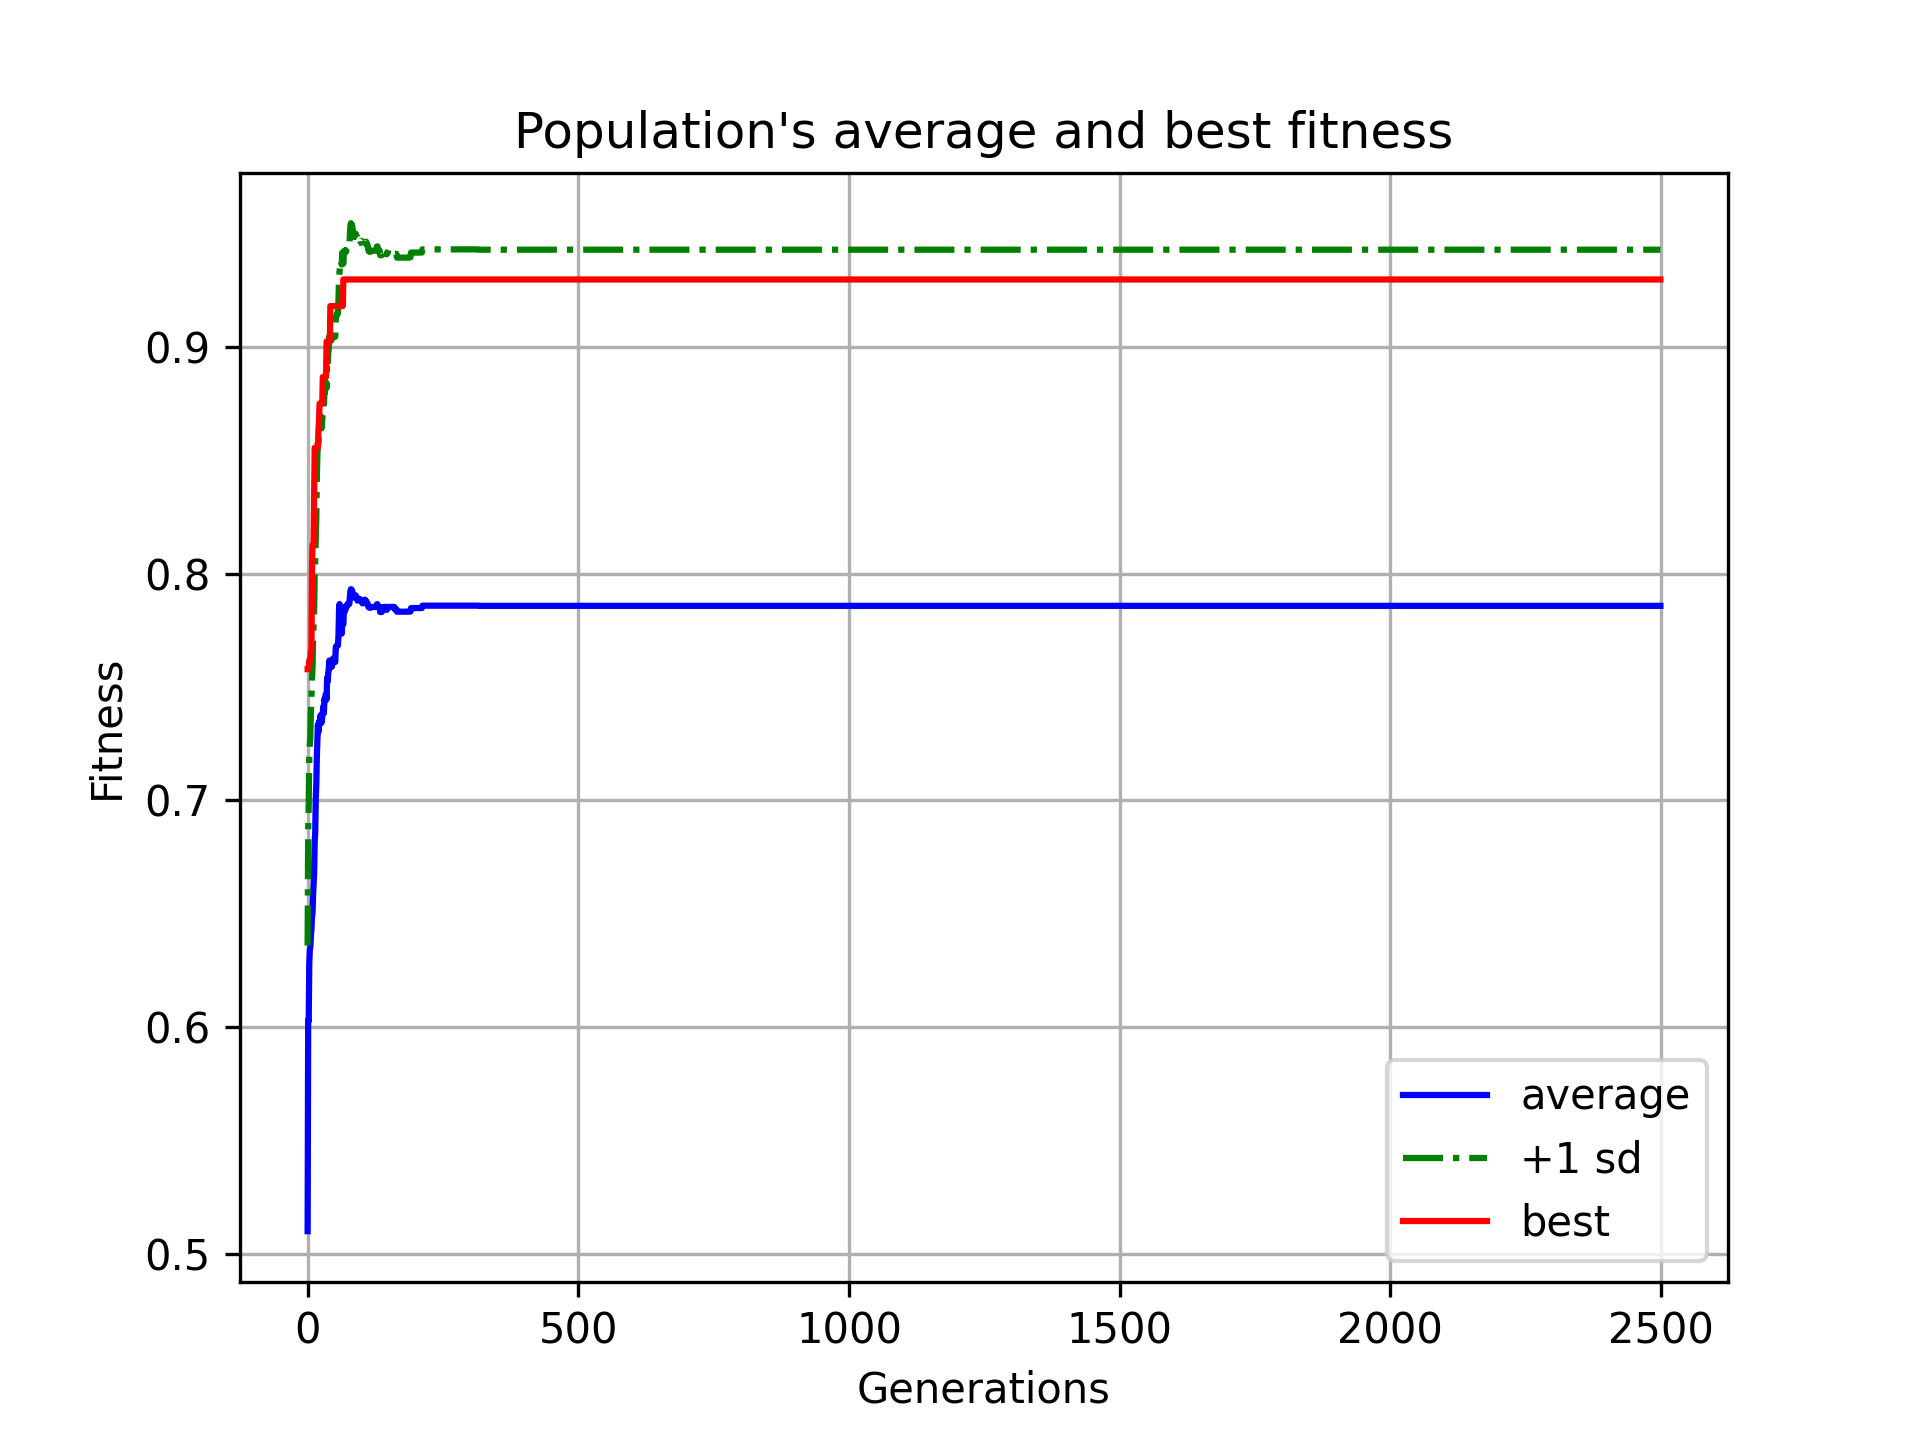 Population's average and best fitness
Fitness
0.9
0.8
0.7
0.6
0.5
average
+1 sd
best
0 500 1000 1500 2000 2500
Generations